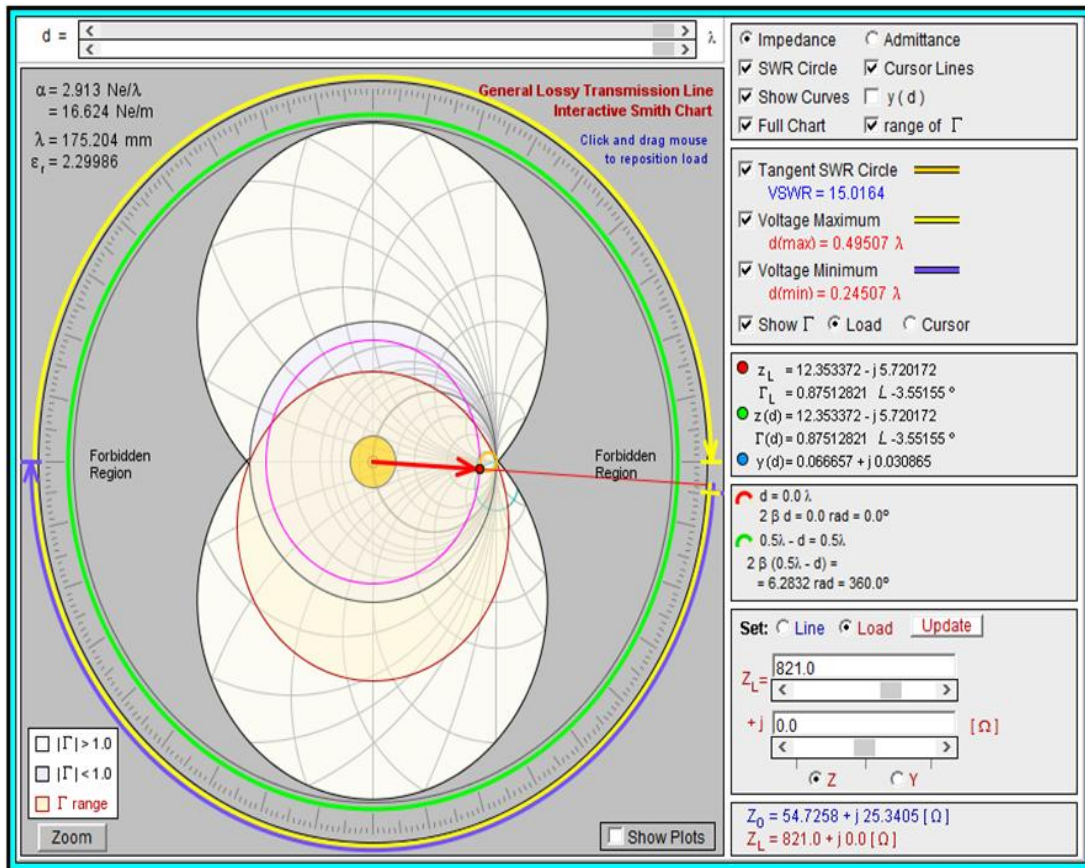 d =
λ
α = 2.913 Ne/λ
= 16.624 Ne/m
λ = 175.204 mm
εr = 2.29986
General Lossy Transmission Line
Interactive Smith Chart
Click and drag mouse
to reposition load
Forbidden
Region
Forbidden
Region
|Γ| > 1.0
|Γ| < 1.0
Γ range
Zoom
Show Plots
Impedance Admittance
SWR Circle Cursor Lines
Show Curves y ( d )
Full Chart range of Γ
Tangent SWR Circle
VSWR = 15.0164
Voltage Maximum
d(max) = 0.49507 λ
Voltage Minimum
d(min) = 0.24507 λ
Show Γ Load Cursor
zL = 12.353372 - j 5.720172
ΓL = 0.87512821 ∠ -3.55155 °
z(d) = 12.353372 - j 5.720172
Γ(d) = 0.87512821 ∠ -3.55155 °
y(d) = 0.066657 + j 0.030865
d = 0.0 λ
2 β d = 0.0 rad = 0.0°
0.5λ - d = 0.5λ
2 β (0.5λ - d) =
= 6.2832 rad = 360.0°
Set: Line Load Update
ZL= 821.0
+ j 0.0 [ Ω ]
Z Y
Z0 = 54.7258 + j 25.3405 [ Ω ]
ZL = 821.0 + j 0.0 [ Ω ]